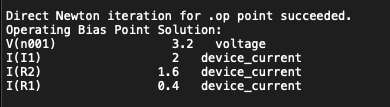 Direct Newton iteration for .op point succeeded.
Operating Bias Point Solution:
V(n001) 3.2 voltage
I(I1) 2 device_current
I(R2) 1.6 device_current
I(R1) 0.4 device_current